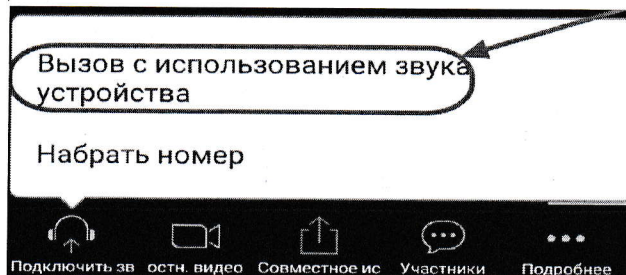 Вызов с использованием звука
устройства
Набрать номер
Подключить зв остн. видео Совместное ис Участники Подробнее